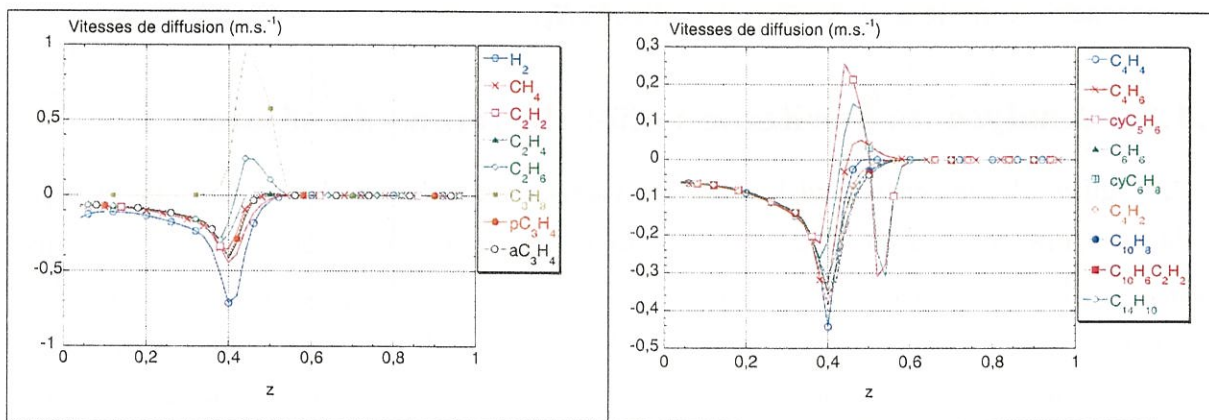 Vitesses de diffusion (m.s.⁻¹)
1
0,5
0
-0,5
-1
0 0,2 0,4 0,6 0,8 1
z
H₂
CH₄
C₂H₂
C₂H₄
C₂H₆
C₃H₈
pC₃H₄
aC₃H₄
Vitesses de diffusion (m.s.⁻¹)
0,3
0,2
0,1
0
-0,1
-0,2
-0,3
-0,4
-0,5
0 0,2 0,4 0,6 0,8 1
z
C₄H₄
C₄H₆
cyC₅H₆
C₆H₆
cyC₆H₈
C₄H₂
C₁₀H₈
C₁₀H₆C₂H₂
C₁₄H₁₀